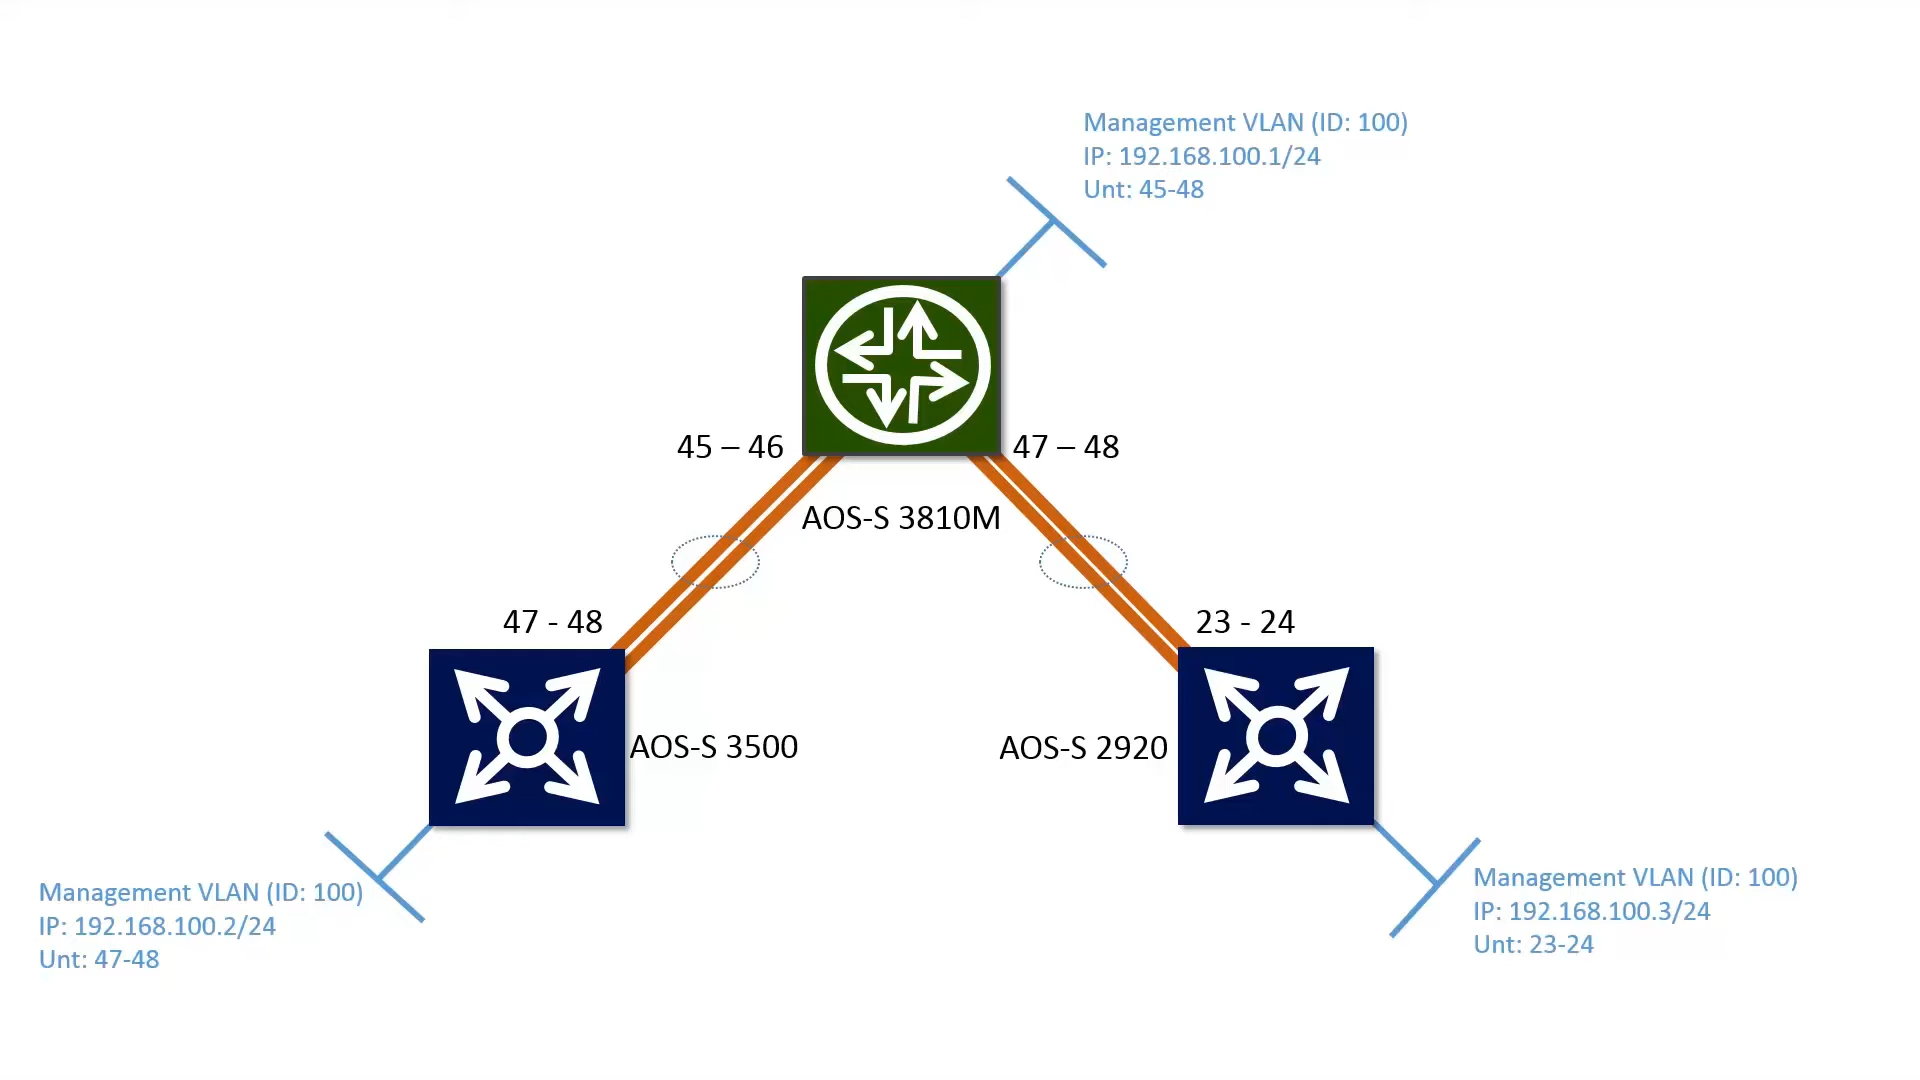 Management VLAN (ID: 100)
IP: 192.168.100.1/24
Unt: 45-48
45 – 46
47 – 48
AOS-S 3810M
47 - 48
23 - 24
AOS-S 3500
AOS-S 2920
Management VLAN (ID: 100)
IP: 192.168.100.2/24
Unt: 47-48
Management VLAN (ID: 100)
IP: 192.168.100.3/24
Unt: 23-24